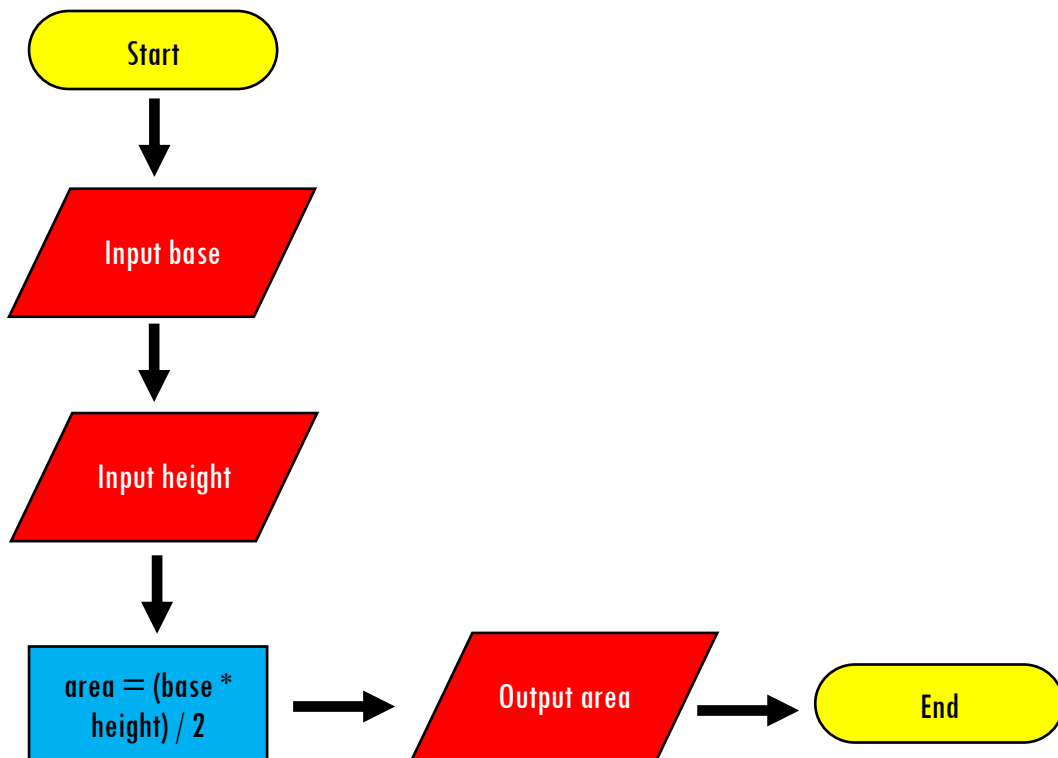 Start
Input base
Input height
area = (base *
height) / 2
Output area
End